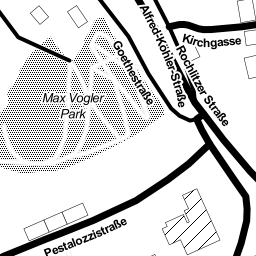 Goethestraße
Alfred-Köhler-Straße
Rochlitzer Straße
Kirchgasse
Max Vogler
Park
Pestalozzistraße